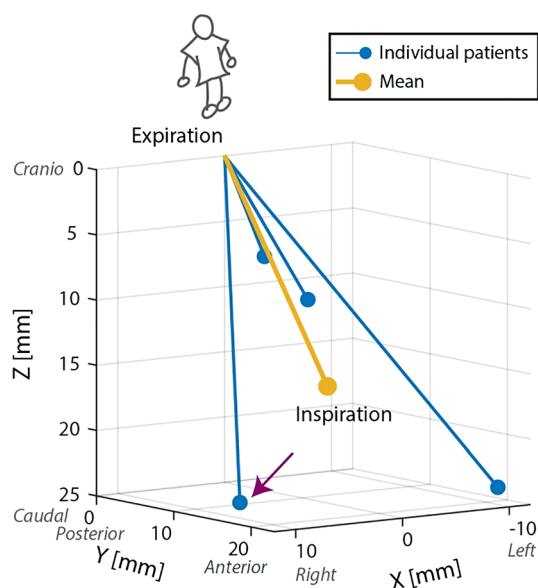 Individual patients
Mean
Expiration
Cranio 0
5
10
15
20
25
Z [mm]
Inspiration
Caudal
0
10
20
Posterior
Anterior
Y [mm]
10
0
-10
Right
Left
X [mm]